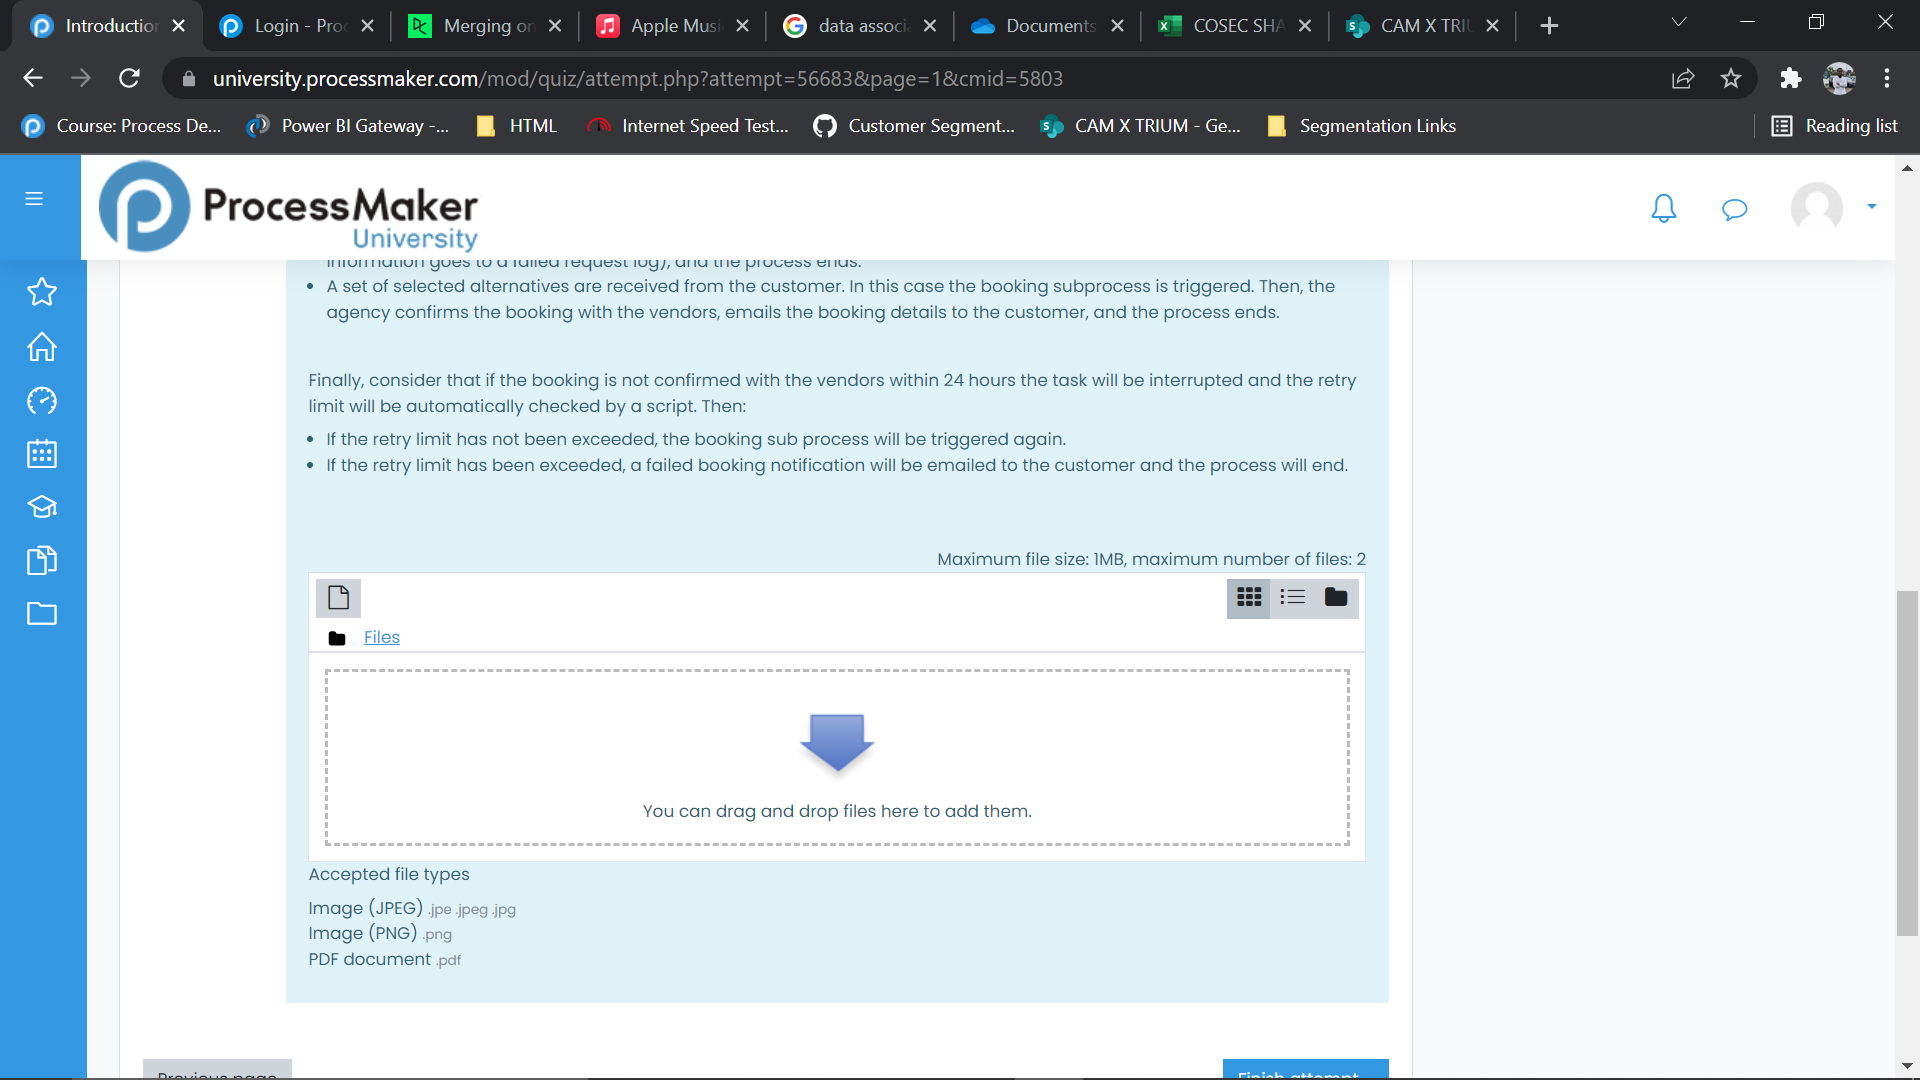 Introduction
Login - Proc
Merging on
Apple Musi
data associa
Documents
COSEC SHA
CAM X TRIU
university.processmaker.com/mod/quiz/attempt.php?attempt=56683&page=1&cmid=5803
Course: Process De...
Power BI Gateway -...
HTML
Internet Speed Test...
Customer Segment...
CAM X TRIUM - Ge...
Segmentation Links
Reading list
ProcessMaker
University
information goes to a failed request log), and the process ends.
• A set of selected alternatives are received from the customer. In this case the booking subprocess is triggered. Then, the
agency confirms the booking with the vendors, emails the booking details to the customer, and the process ends.
Finally, consider that if the booking is not confirmed with the vendors within 24 hours the task will be interrupted and the retry
limit will be automatically checked by a script. Then:
• If the retry limit has not been exceeded, the booking sub process will be triggered again.
• If the retry limit has been exceeded, a failed booking notification will be emailed to the customer and the process will end.
Maximum file size: 1MB, maximum number of files: 2
Files
You can drag and drop files here to add them.
Accepted file types
Image (JPEG) .jpe .jpeg .jpg
Image (PNG) .png
PDF document .pdf
Previous page
Finish attempt